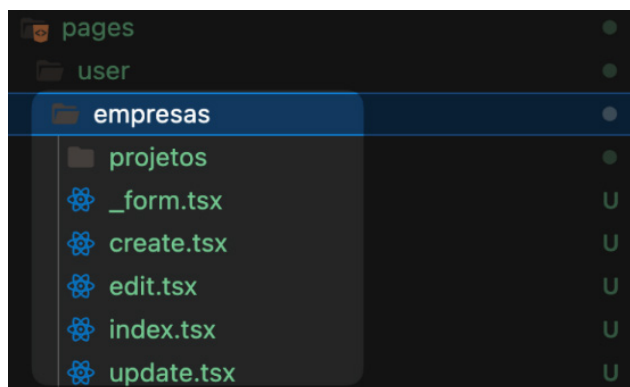 pages
user
empresas
projetos
_form.tsx U
create.tsx U
edit.tsx U
index.tsx U
update.tsx U